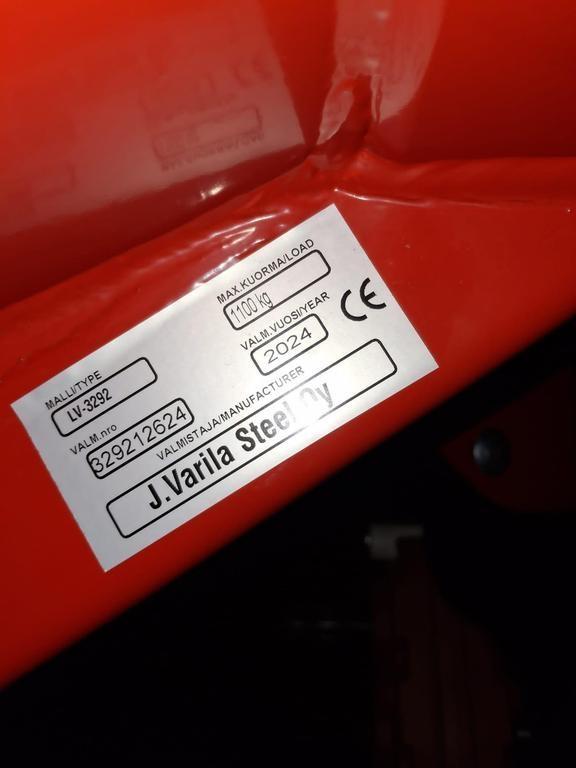 MALLI/TYPE
LV-3292
MAX.KUORMA/LOAD
1100 kg
VALM.nro
329212624
VALM.VUOSI/YEAR
2024
CE
VALMISTAJA/MANUFACTURER
J.Varila Steel Oy